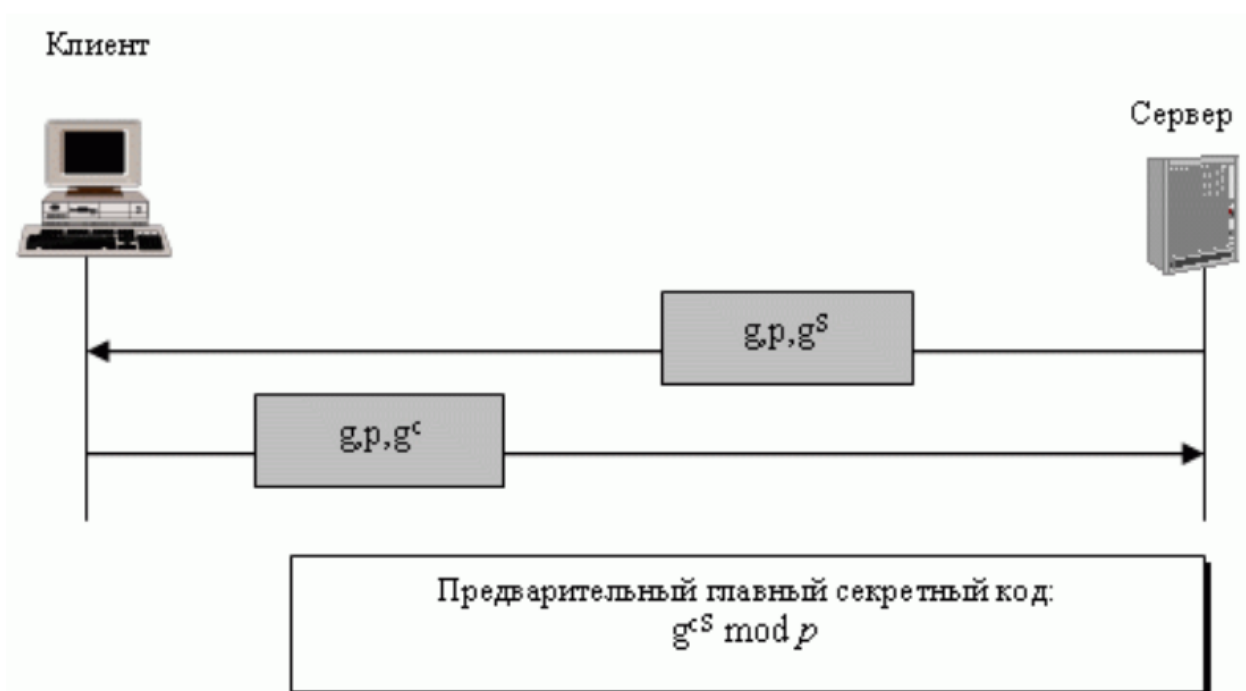 Клиент
Сервер
g,p,g^S
g,p,g^c
Предварительный главный секретный код:
g^cS mod p